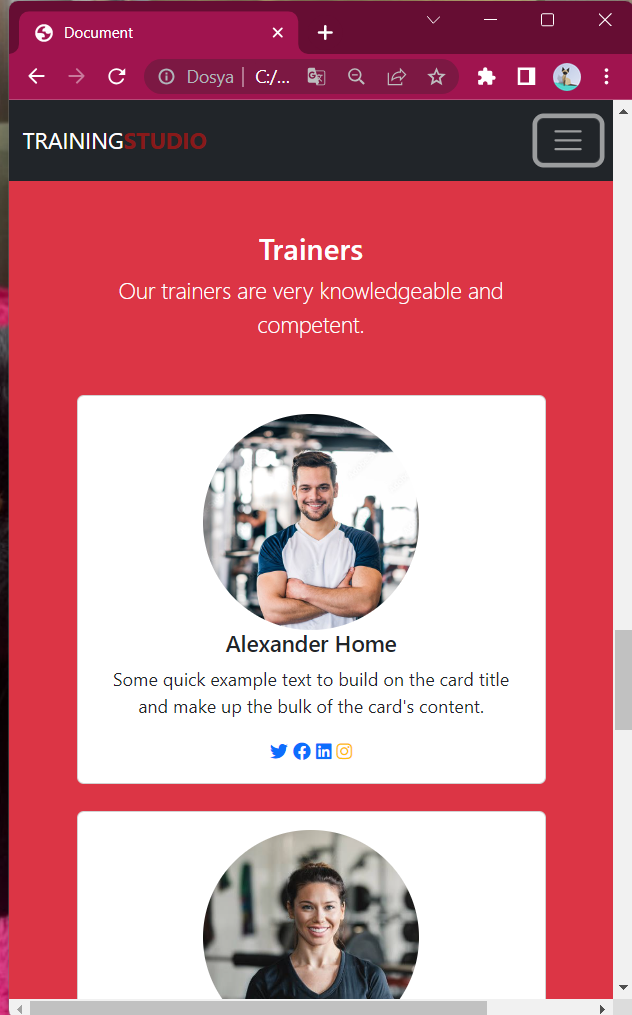 Document
Dosya | C:/...
TRAININGSTUDIO
Trainers
Our trainers are very knowledgeable and
competent.
Alexander Home
Some quick example text to build on the card title
and make up the bulk of the card's content.